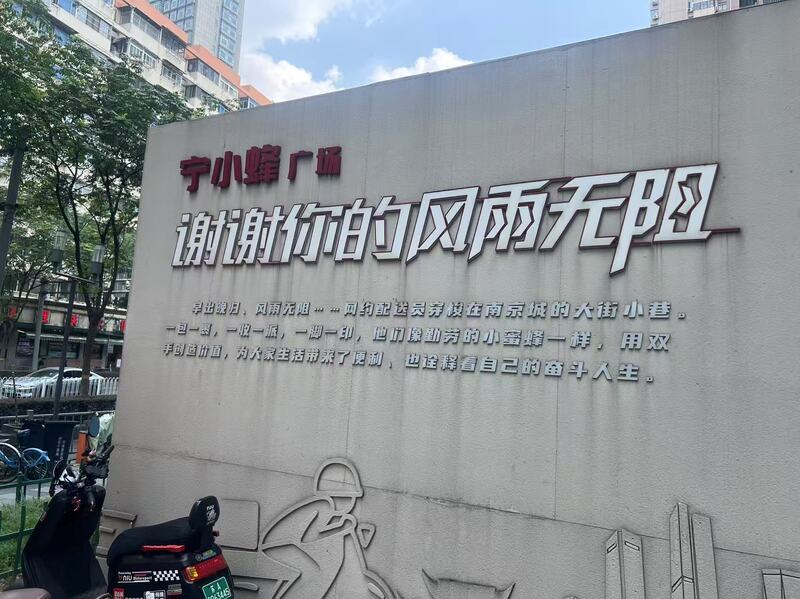 宁小蜂广场
谢谢你的风雨无阻
早出晚归、风雨无阻……网约配送员穿梭在南京城的大街小巷。
一包一裹，一收一派，一脚一印，他们像勤劳的小蜜蜂一样，用双
手创造价值，为大家生活带来了便利、也诠释着自己的奋斗人生。
NIU